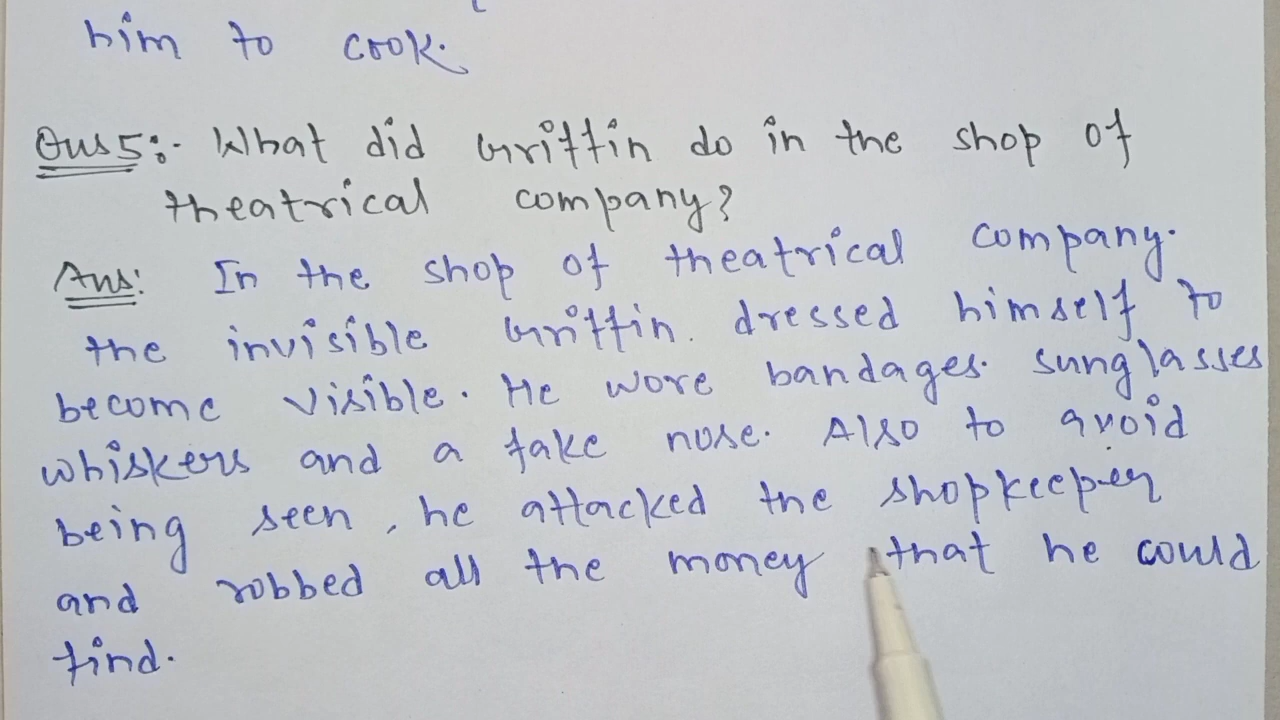 him to cook.
Qus 5:- What did Griffin do in the shop of
theatrical company?
Ans: In the shop of theatrical company.
the invisible Griffin. dressed himself to
become visible. He wore bandages. sunglasses
whiskers and a fake nose. Also to avoid
being seen, he attacked the shopkeeper
and robbed all the money that he could
find.